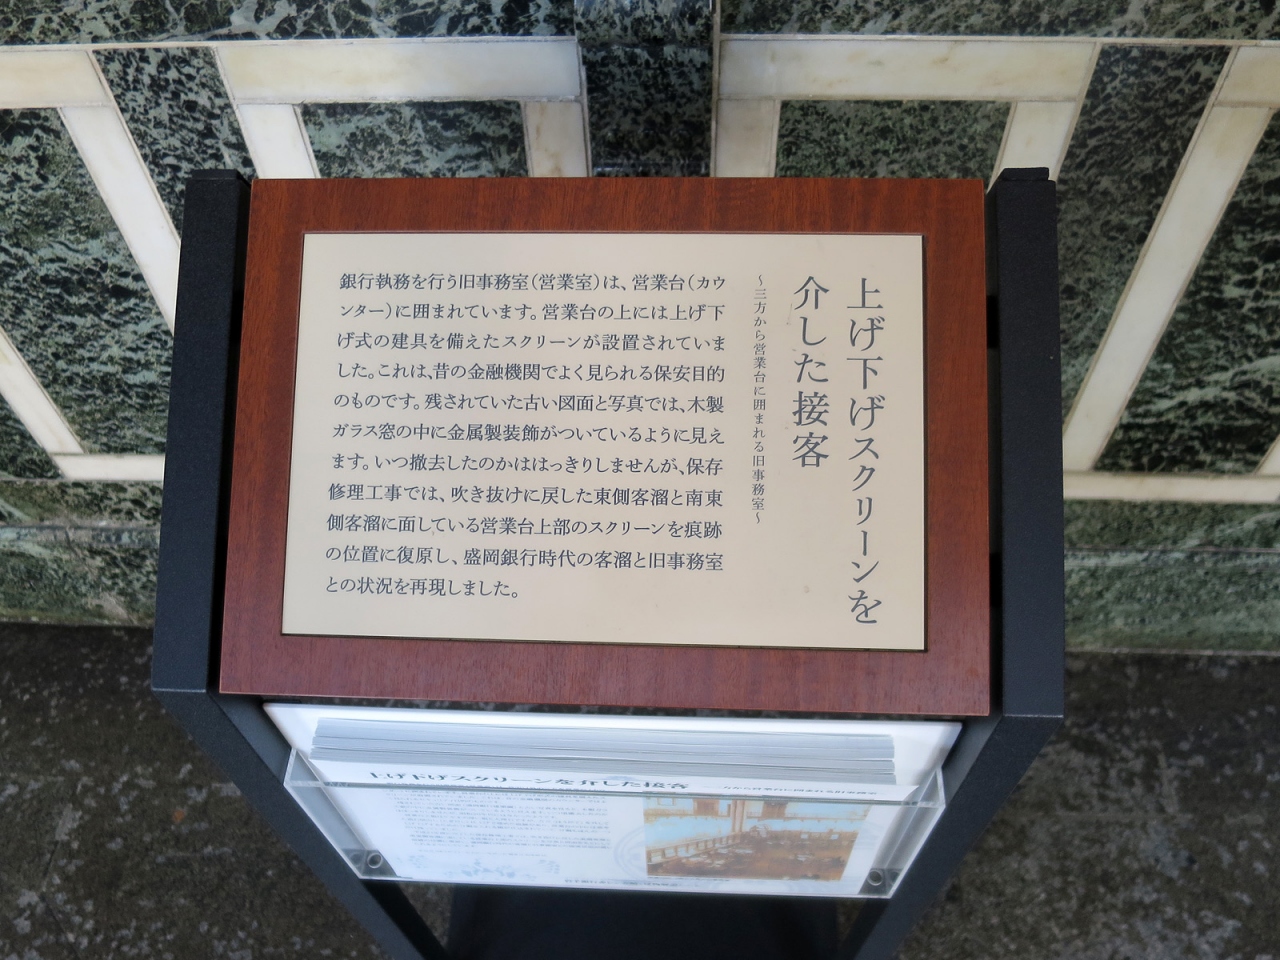 上げ下げスクリーンを
介した接客
～三方から営業台に囲まれる旧事務室～
銀行執務を行う旧事務室（営業室）は、営業台（カウ
ンター）に囲まれています。営業台の上には上げ下
げ式の建具を備えたスクリーンが設置されていま
した。これは、昔の金融機関でよく見られる保安目的
のものです。残されていた古い図面と写真では、木製
ガラス窓の中に金属製装飾がついているように見え
ます。いつ撤去したのかははっきりしませんが、保存
修理工事では、吹き抜けに戻した東側客溜と南東
側客溜に面している営業台上部のスクリーンを痕跡
の位置に復原し、盛岡銀行時代の客溜と旧事務室
との状況を再現しました。
上げ下げスクリーンを介した接客